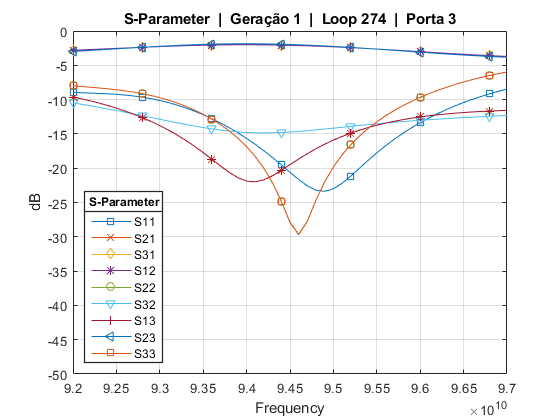 S-Parameter | Geração 1 | Loop 274 | Porta 3
0
-5
-10
-15
-20
-25
-30
-35
-40
-45
-50
dB
S-Parameter
S11
S21
S31
S12
S22
S32
S13
S23
S33
9.2 9.25 9.3 9.35 9.4 9.45 9.5 9.55 9.6 9.65 9.7
Frequency
×10^10